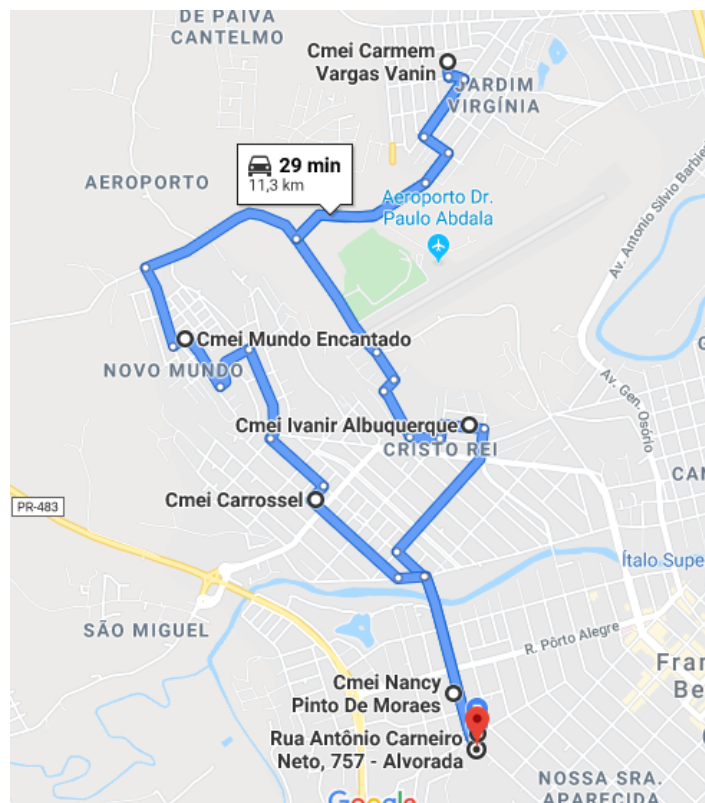 DE PAIVA
CANTELMO
Cmei Carmem
Vargas Vanin
JARDIM
VIRGÍNIA
29 min
11,3 km
AEROPORTO
Aeroporto Dr.
Paulo Abdala
Av. Antonio Silvio Barbie
Cmei Mundo Encantado
NOVO MUNDO
Av. Gen. Osório
Cmei Ivanir Albuquerque
CRISTO REI
CAN
Cmei Carrossel
PR-483
Ítalo Supe
SÃO MIGUEL
R. Pôrto Alegre
Fran
Be
Cmei Nancy
Pinto De Moraes
Rua Antônio Carneiro
Neto, 757 - Alvorada
NOSSA SRA.
APARECIDA
Google